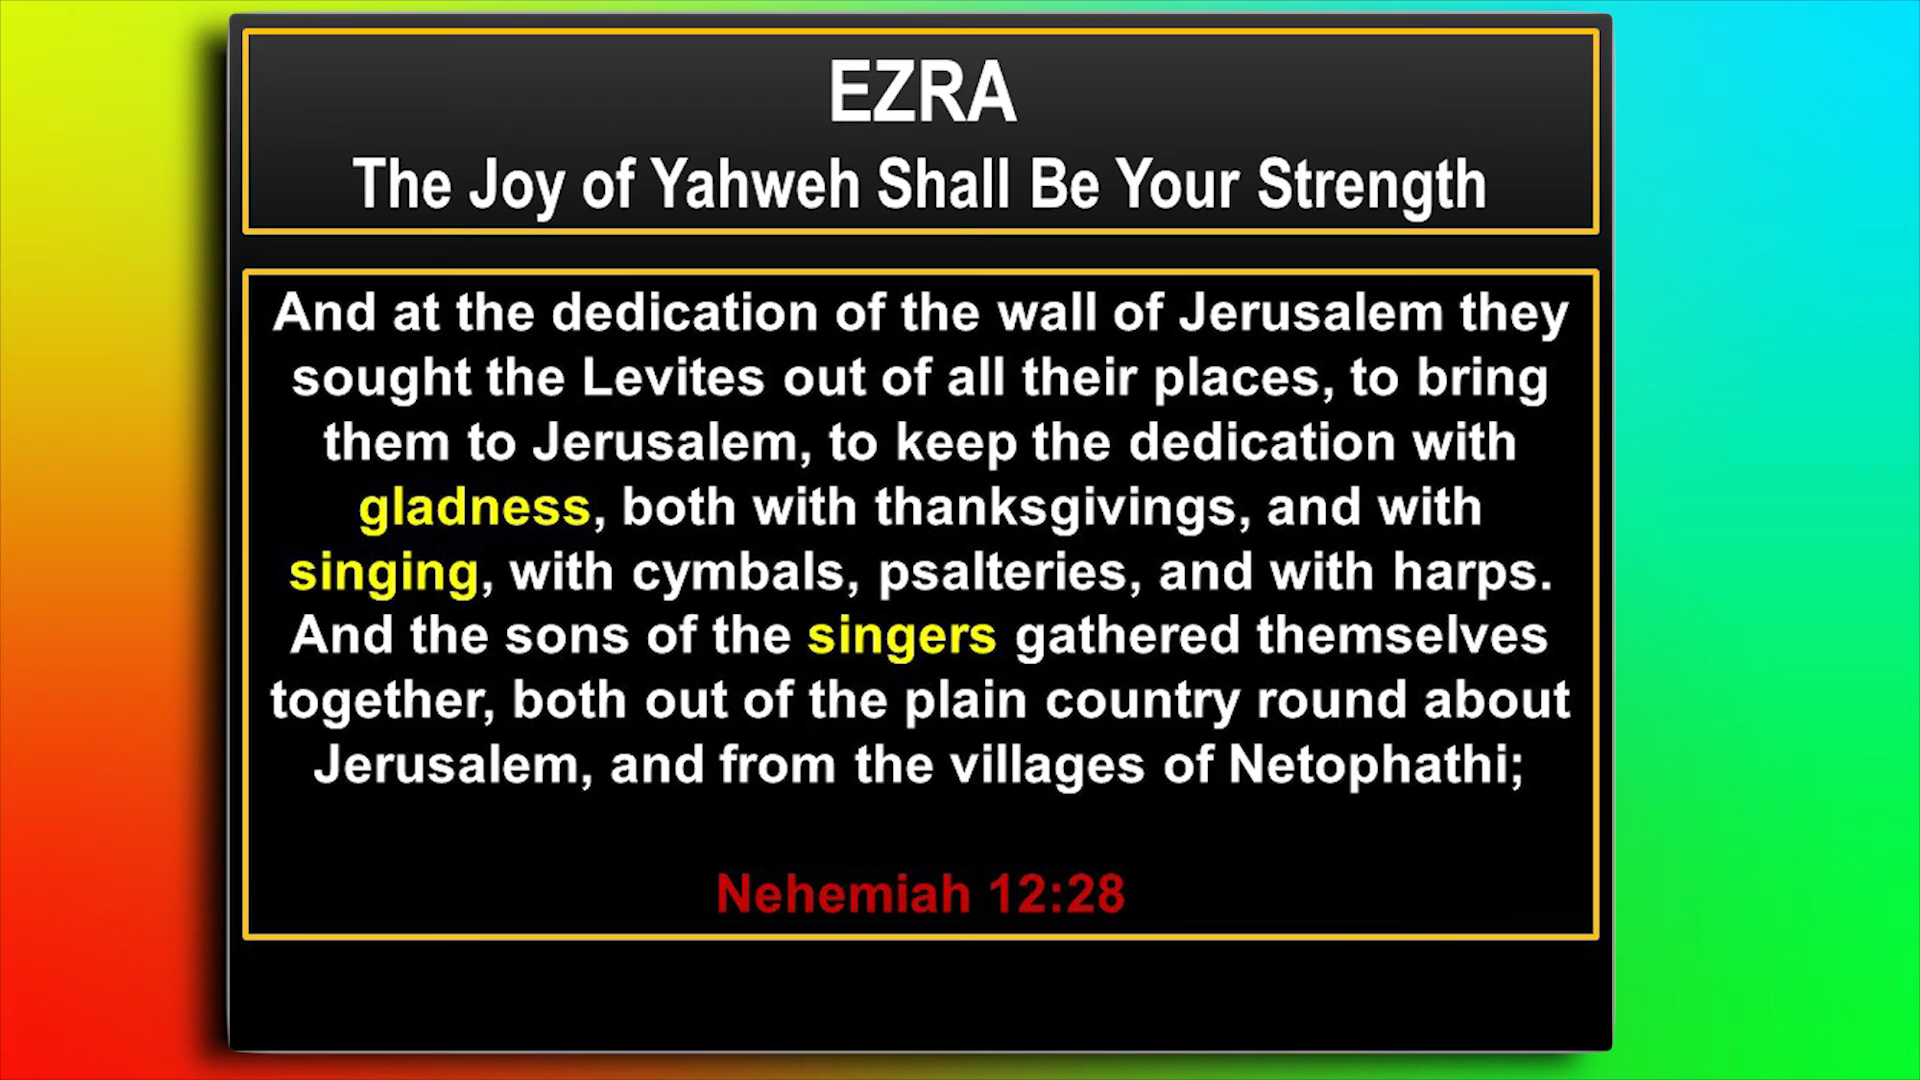 EZRA
The Joy of Yahweh Shall Be Your Strength
And at the dedication of the wall of Jerusalem they
sought the Levites out of all their places, to bring
them to Jerusalem, to keep the dedication with
gladness, both with thanksgivings, and with
singing, with cymbals, psalteries, and with harps.
And the sons of the singers gathered themselves
together, both out of the plain country round about
Jerusalem, and from the villages of Netophathi;
Nehemiah 12:28